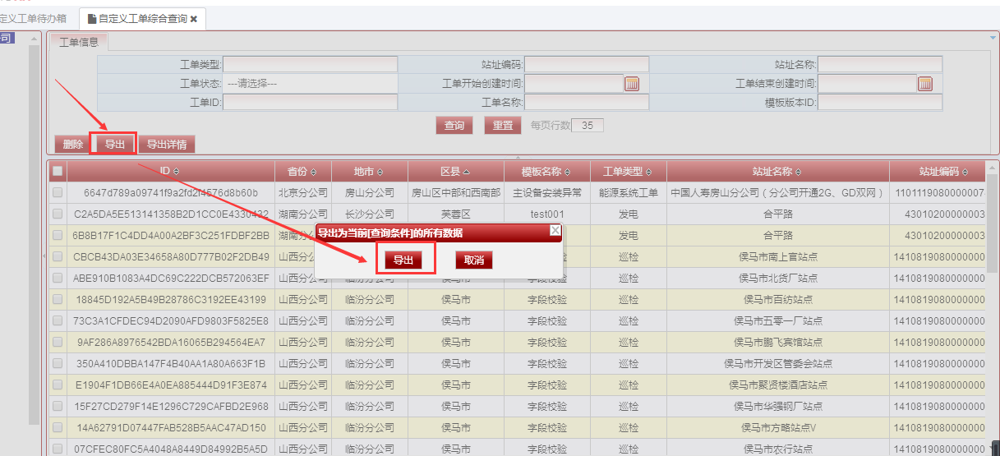 定义工单待办箱 自定义工单综合查询
公司 工单信息
工单类型: 站址编码: 站址名称:
工单状态: ---请选择--- 工单开始创建时间: 工单结束创建时间:
工单ID: 工单名称: 模板版本ID:
查询 重置 每页行数 35
删除 导出 导出详情
ID 省份 地市 区县 模板名称 工单类型 站址名称 站址编码
6647d789a09741f9a2fd2f4576d8b60b 北京分公司 房山分公司 房山区中部和西南部 主设备安装异常 能源系统工单 中国人寿房山分公司（分公司开通2G、GD双网） 1101119080000007
C2A5DA5E513141358B2D1CC0E4330432 湖南分公司 长沙分公司 芙蓉区 test001 发电 合平路 43010200000003
6B8B17F1C4DD4A00A2BF3C251FDBF2BB 湖南分 发电 合平路 43010200000003
导出为当前[查询条件]的所有数据
导出 取消
CBCB43DA03E34658A80D777B02F2DB49 山西分公 巡检 侯马市南上官站点 1410819080000000
ABE910B1083A4DC69C222DCB572063EF 山西分公司 临汾分公司 侯马市 字段校验 巡检 侯马市北货厂站点 1410819080000000
18845D192A5B49B28786C3192EE43199 山西分公司 临汾分公司 侯马市 字段校验 巡检 侯马市百纺站点 1410819080000000
73C3A1CFDEC94D2090AFD9803F5825E8 山西分公司 临汾分公司 侯马市 字段校验 巡检 侯马市五零一厂站点 1410819080000000
9AF286A8976542BDA16065B294564EA7 山西分公司 临汾分公司 侯马市 字段校验 巡检 侯马市鹏飞宾馆站点 1410819080000000
350A410DBBA147F4B40AA1A80A663F1B 山西分公司 临汾分公司 侯马市 字段校验 巡检 侯马市开发区管委会站点 1410819080000000
E1904F1DB66E4A0EA885444D91F3E874 山西分公司 临汾分公司 侯马市 字段校验 巡检 侯马市聚贤楼酒店站点 1410819080000000
15F27CD279F14E1296C729CAFBD2E968 山西分公司 临汾分公司 侯马市 字段校验 巡检 侯马市华强钢厂站点 1410819080000000
14A62791D07447FAB528B5AAC47AD150 山西分公司 临汾分公司 侯马市 字段校验 巡检 侯马市方略站点V 1410819080000000
07CFEC80FC5A4048A8449D84992B5A5D 山西分公司 临汾分公司 侯马市 字段校验 巡检 侯马市农行站点 1410819080000000